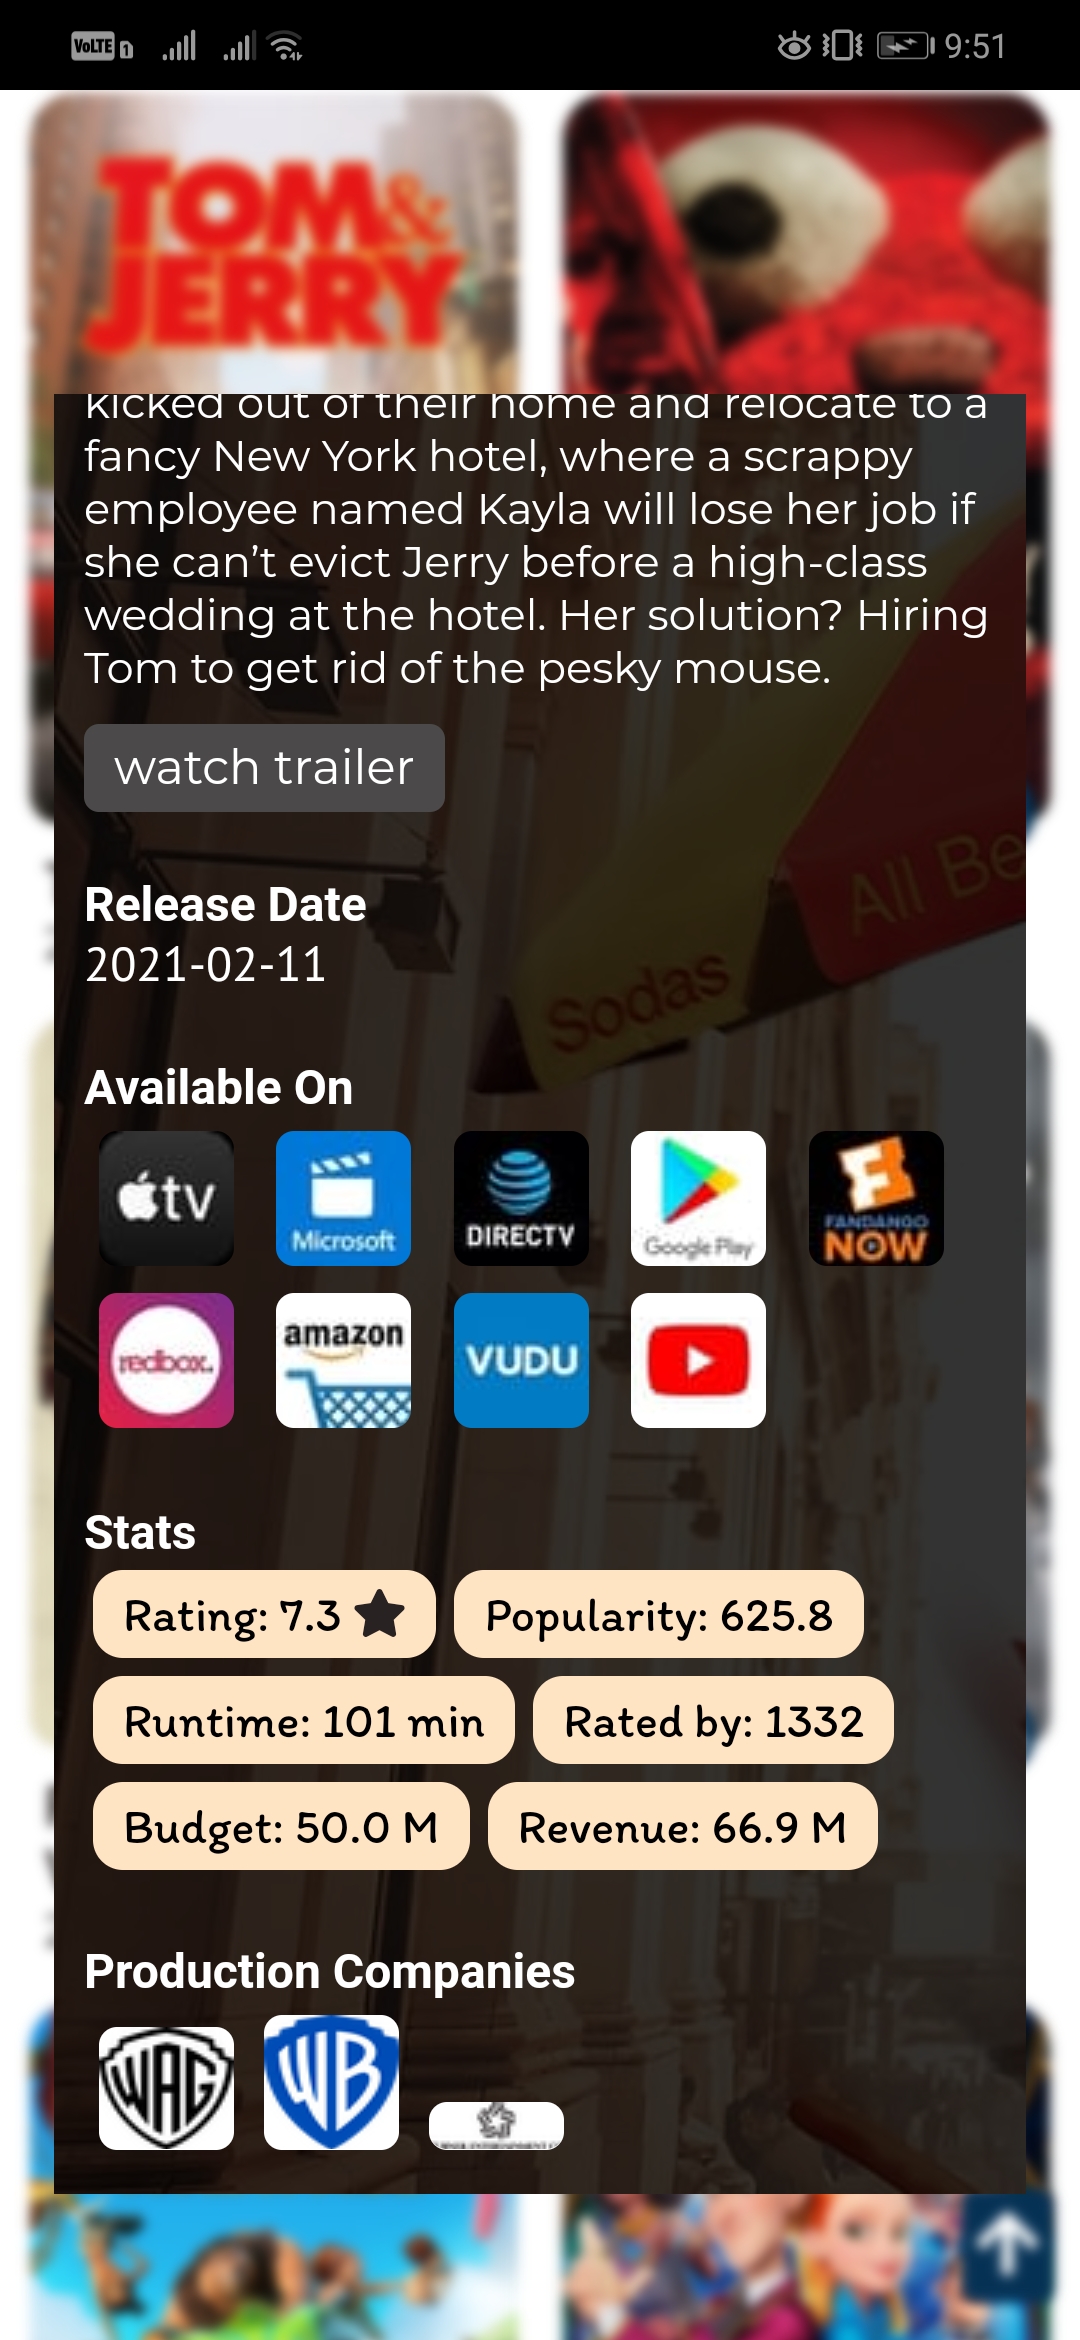 VoLTE 1
9:51
TOM&
JERRY
kicked out of their home and relocate to a
fancy New York hotel, where a scrappy
employee named Kayla will lose her job if
she can’t evict Jerry before a high-class
wedding at the hotel. Her solution? Hiring
Tom to get rid of the pesky mouse.
watch trailer
All Be
Sodas
Release Date
2021-02-11
Available On
tv
Microsoft
DIRECTV
Google Play
FANDANGO
NOW
redbox.
amazon
VUDU
Stats
Rating: 7.3
Popularity: 625.8
Runtime: 101 min
Rated by: 1332
Budget: 50.0 M
Revenue: 66.9 M
Production Companies
WAG
WB